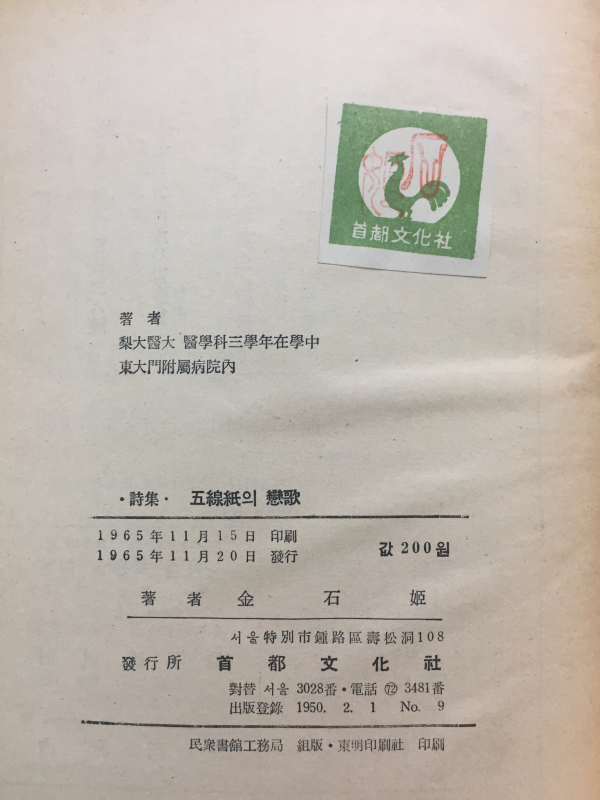 首都文化社
著者
梨大醫大 醫學科三學年在學中
東大門附屬病院內
·詩集· 五線紙의 戀歌
1965年11月15日 印刷
1965年11月20日 發行
값 200원
著者 金石姬
서울特別市鍾路區壽松洞108
發行所 首都文化社
對替 서울 3028番·電話 72 3481番
出版登錄 1950. 2. 1 No. 9
民衆書館工務局 組版·東明印刷社 印刷